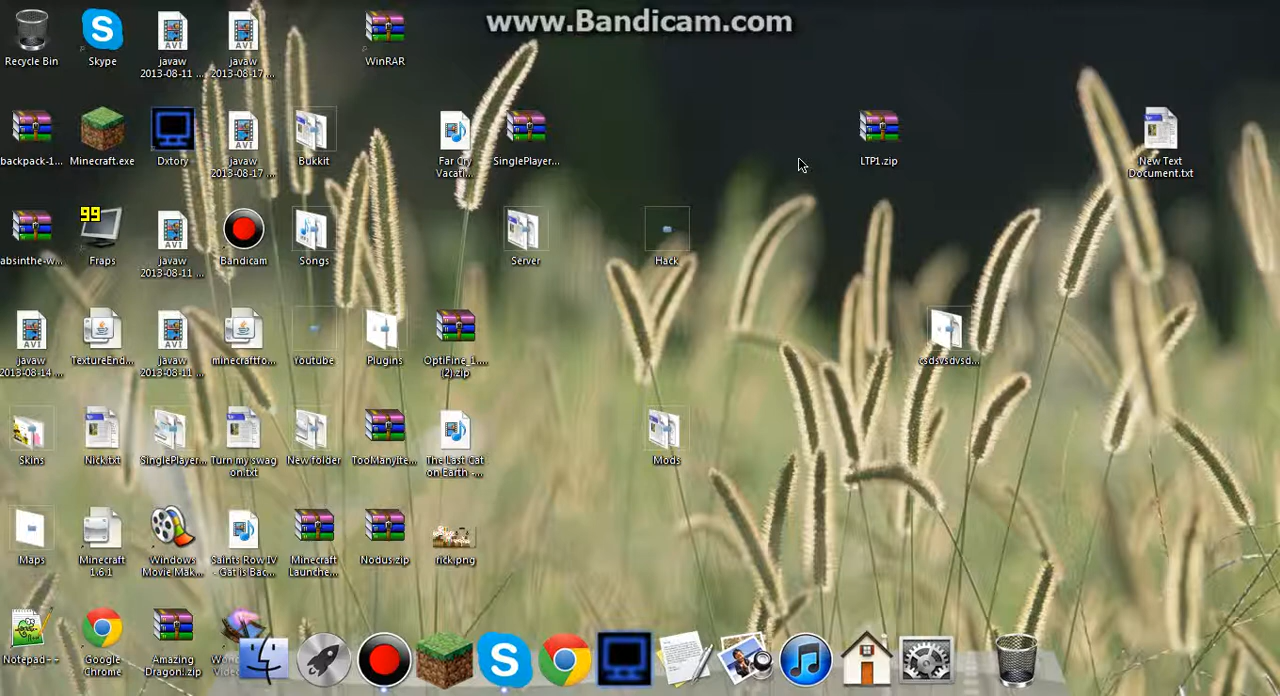 www.Bandicam.com
Recycle Bin
Skype
javaw
2013-08-11 ...
javaw
2013-08-17 ...
WinRAR
backpack-1...
Minecraft.exe
Dxtory
javaw
2013-08-17 ...
Bukkit
Far Cry
Vacati...
SinglePlayer...
LTP1.zip
New Text
Document.txt
absinthe-w...
99
Fraps
javaw
2013-08-11 ...
Bandicam
Songs
Server
Hack
javaw
2013-08-14 ...
TextureEnd...
javaw
2013-08-11 ...
minecraftfo...
Youtube
Plugins
OptiFine_1....
(2).zip
csdsvsdvsd...
Skins
Nick.txt
SinglePlayer...
Turn my swag
on.txt
New folder
TooManyIte...
The Last Cat
on Earth -...
Mods
Maps
Minecraft
1.6.1
Windows
Movie Mak...
Saints Row IV
- Gat Is Bac...
Minecraft
Launche...
Nodus.zip
rick.png
Notepad++
Google
Chrome
Amazing
Dragon!.zip